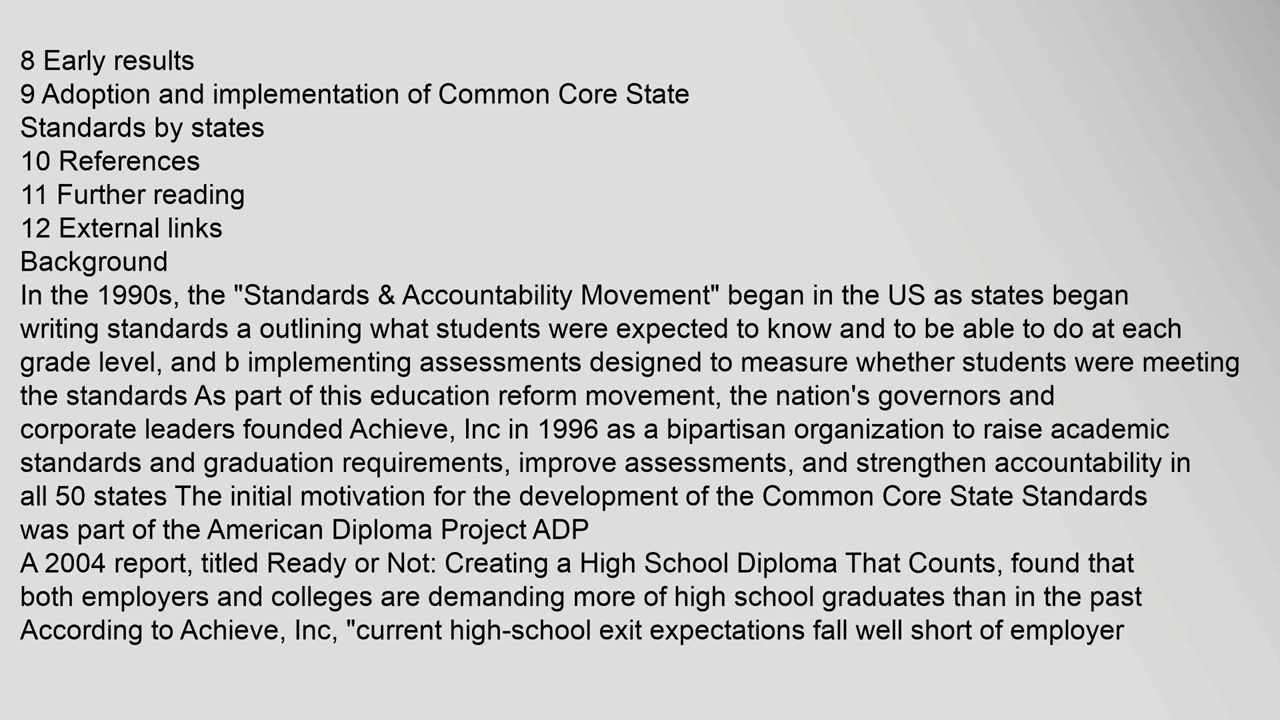 8 Early results
9 Adoption and implementation of Common Core State
Standards by states
10 References
11 Further reading
12 External links
Background
In the 1990s, the "Standards & Accountability Movement" began in the US as states began
writing standards a outlining what students were expected to know and to be able to do at each
grade level, and b implementing assessments designed to measure whether students were meeting
the standards As part of this education reform movement, the nation's governors and
corporate leaders founded Achieve, Inc in 1996 as a bipartisan organization to raise academic
standards and graduation requirements, improve assessments, and strengthen accountability in
all 50 states The initial motivation for the development of the Common Core State Standards
was part of the American Diploma Project ADP
A 2004 report, titled Ready or Not: Creating a High School Diploma That Counts, found that
both employers and colleges are demanding more of high school graduates than in the past
According to Achieve, Inc, "current high-school exit expectations fall well short of employer